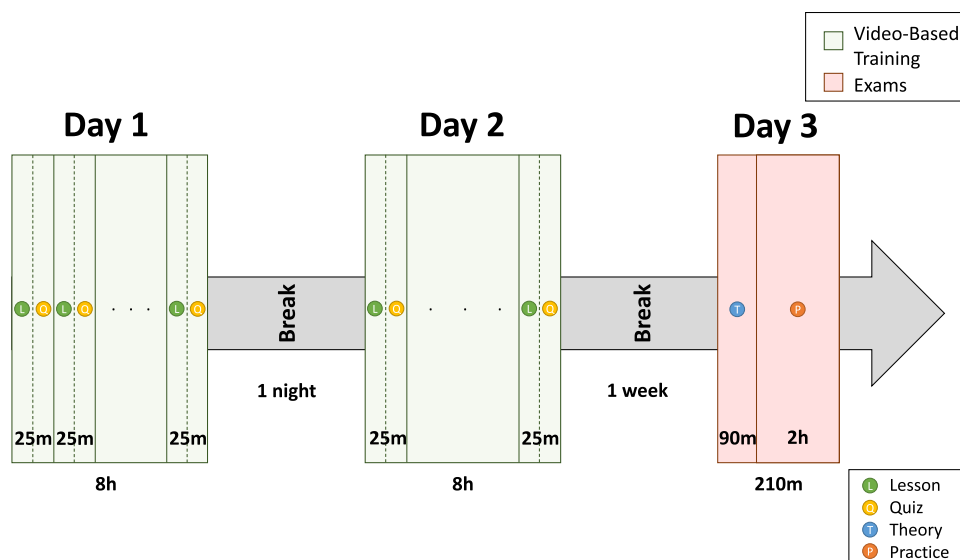 Video-Based
Training
Exams
Day 1
Day 2
Day 3
L Q L Q . . . L Q
Break
L Q . . . L Q
Break
T
P
1 night
1 week
25m 25m 25m
25m 25m
90m 2h
8h
8h
210m
L Lesson
Q Quiz
T Theory
P Practice